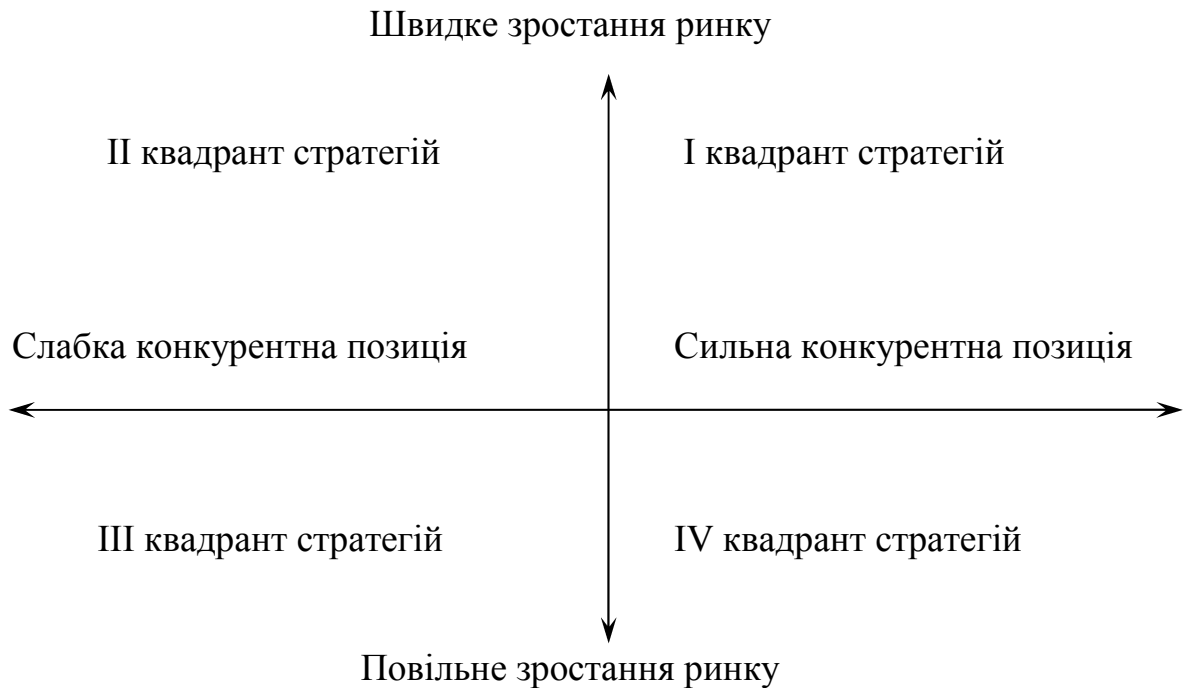 Швидке зростання ринку
II квадрант стратегій
I квадрант стратегій
Слабка конкурентна позиція
Сильна конкурентна позиція
III квадрант стратегій
IV квадрант стратегій
Повільне зростання ринку